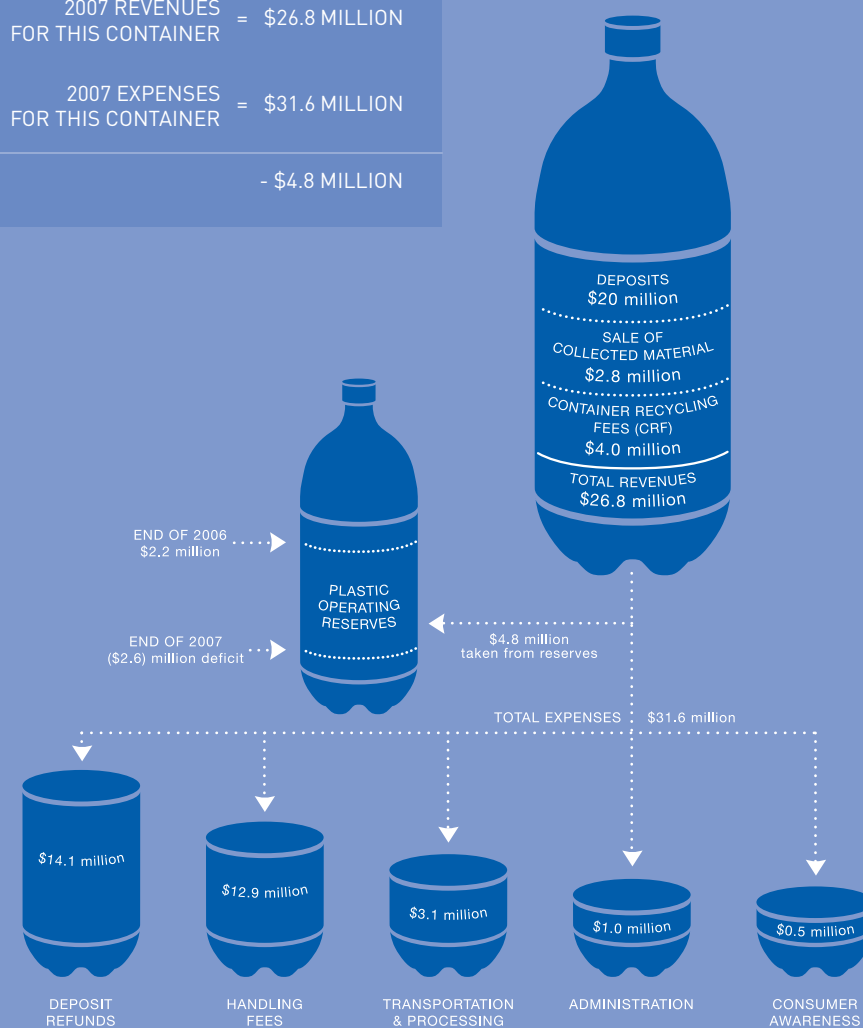 2007 REVENUES
FOR THIS CONTAINER = $26.8 MILLION
2007 EXPENSES
FOR THIS CONTAINER = $31.6 MILLION
- $4.8 MILLION
DEPOSITS
$20 million
SALE OF
COLLECTED MATERIAL
$2.8 million
CONTAINER RECYCLING
FEES (CRF)
$4.0 million
TOTAL REVENUES
$26.8 million
END OF 2006
$2.2 million
PLASTIC
OPERATING
RESERVES
END OF 2007
($2.6) million deficit
$4.8 million
taken from reserves
TOTAL EXPENSES $31.6 million
$14.1 million
$12.9 million
$3.1 million
$1.0 million
$0.5 million
DEPOSIT
REFUNDS
HANDLING
FEES
TRANSPORTATION
& PROCESSING
ADMINISTRATION
CONSUMER
AWARENESS